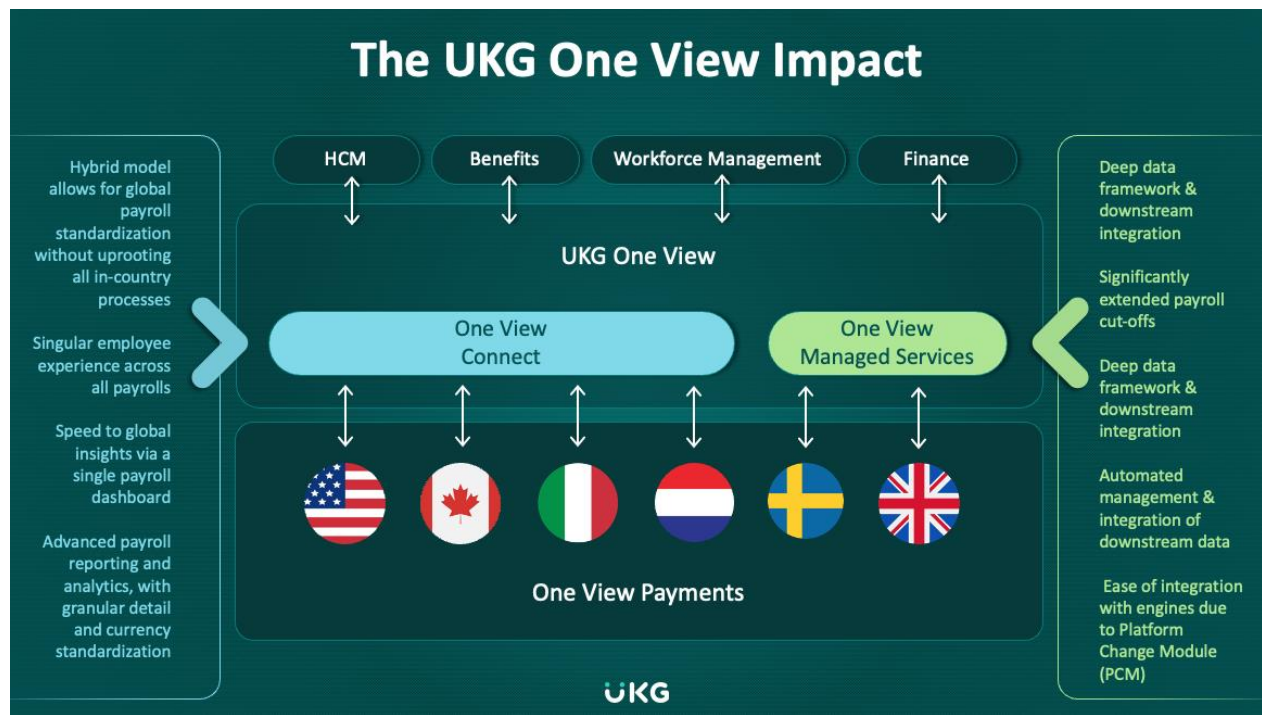 The UKG One View Impact
Hybrid model
allows for global
payroll
standardization
without uprooting
all in-country
processes
Singular employee
experience across
all payrolls
Speed to global
insights via a
single payroll
dashboard
Advanced payroll
reporting and
analytics, with
granular detail
and currency
standardization
HCM
Benefits
Workforce Management
Finance
UKG One View
One View
Connect
One View
Managed Services
One View Payments
Deep data
framework &
downstream
integration
Significantly
extended payroll
cut-offs
Deep data
framework &
downstream
integration
Automated
management &
integration of
downstream data
Ease of integration
with engines due
to Platform
Change Module
(PCM)
UKG